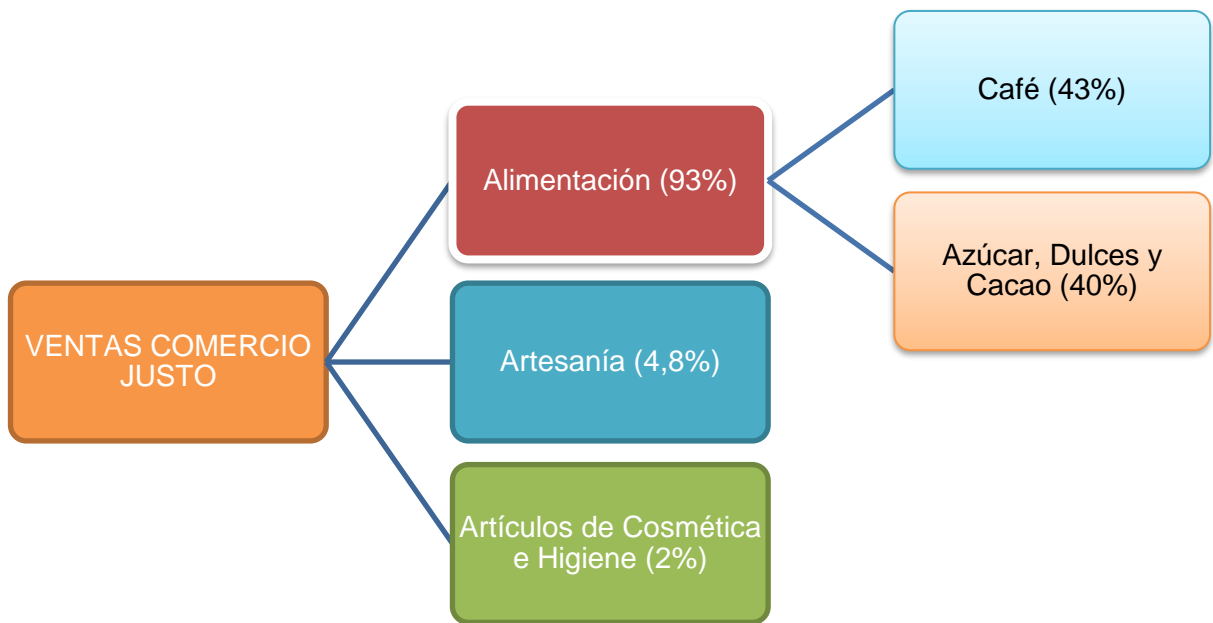 VENTAS COMERCIO
JUSTO
Alimentación (93%)
Artesanía (4,8%)
Artículos de Cosmética
e Higiene (2%)
Café (43%)
Azúcar, Dulces y
Cacao (40%)